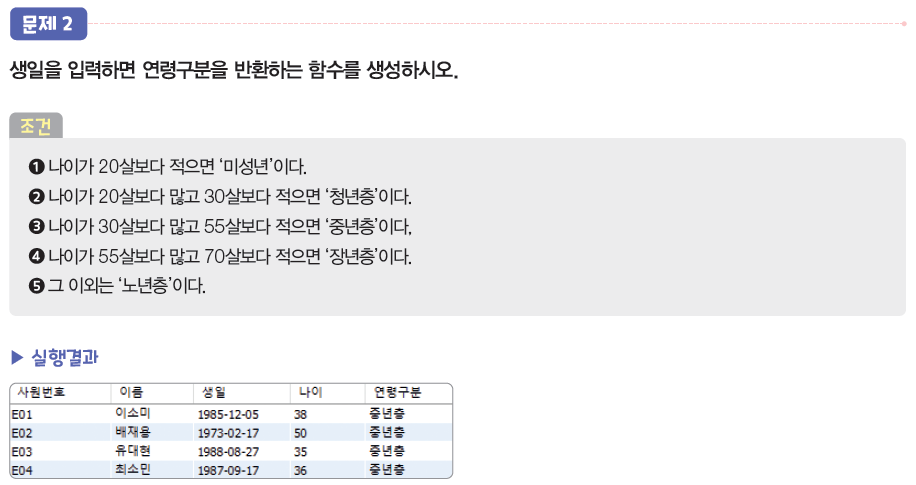 문제 2
생일을 입력하면 연령구분을 반환하는 함수를 생성하시오.
조건
❶ 나이가 20살보다 적으면 ‘미성년’이다.
❷ 나이가 20살보다 많고 30살보다 적으면 ‘청년층’이다.
❸ 나이가 30살보다 많고 55살보다 적으면 ‘중년층’이다,
❹ 나이가 55살보다 많고 70살보다 적으면 ‘장년층’이다.
❺ 그 이외는 ‘노년층’이다.
▶ 실행결과
사원번호 이름 생일 나이 연령구분
E01 이소미 1985-12-05 38 중년층
E02 배재용 1973-02-17 50 중년층
E03 유대현 1988-08-27 35 중년층
E04 최소민 1987-09-17 36 중년층